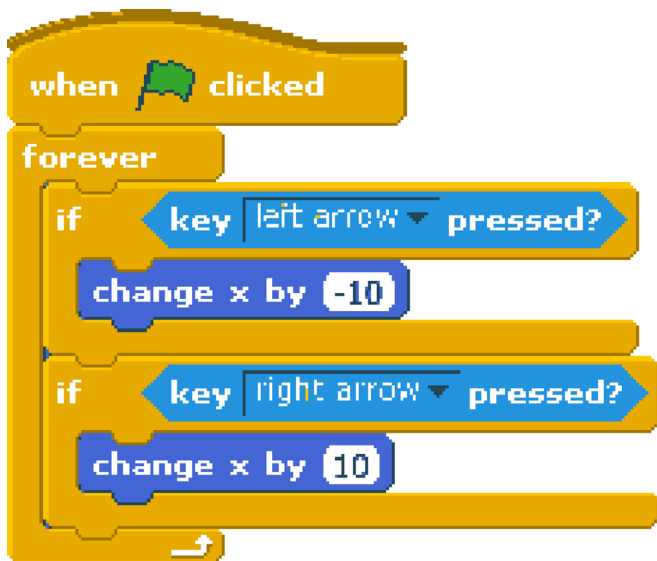 when clicked
forever
if key left arrow pressed?
change x by -10
if key right arrow pressed?
change x by 10